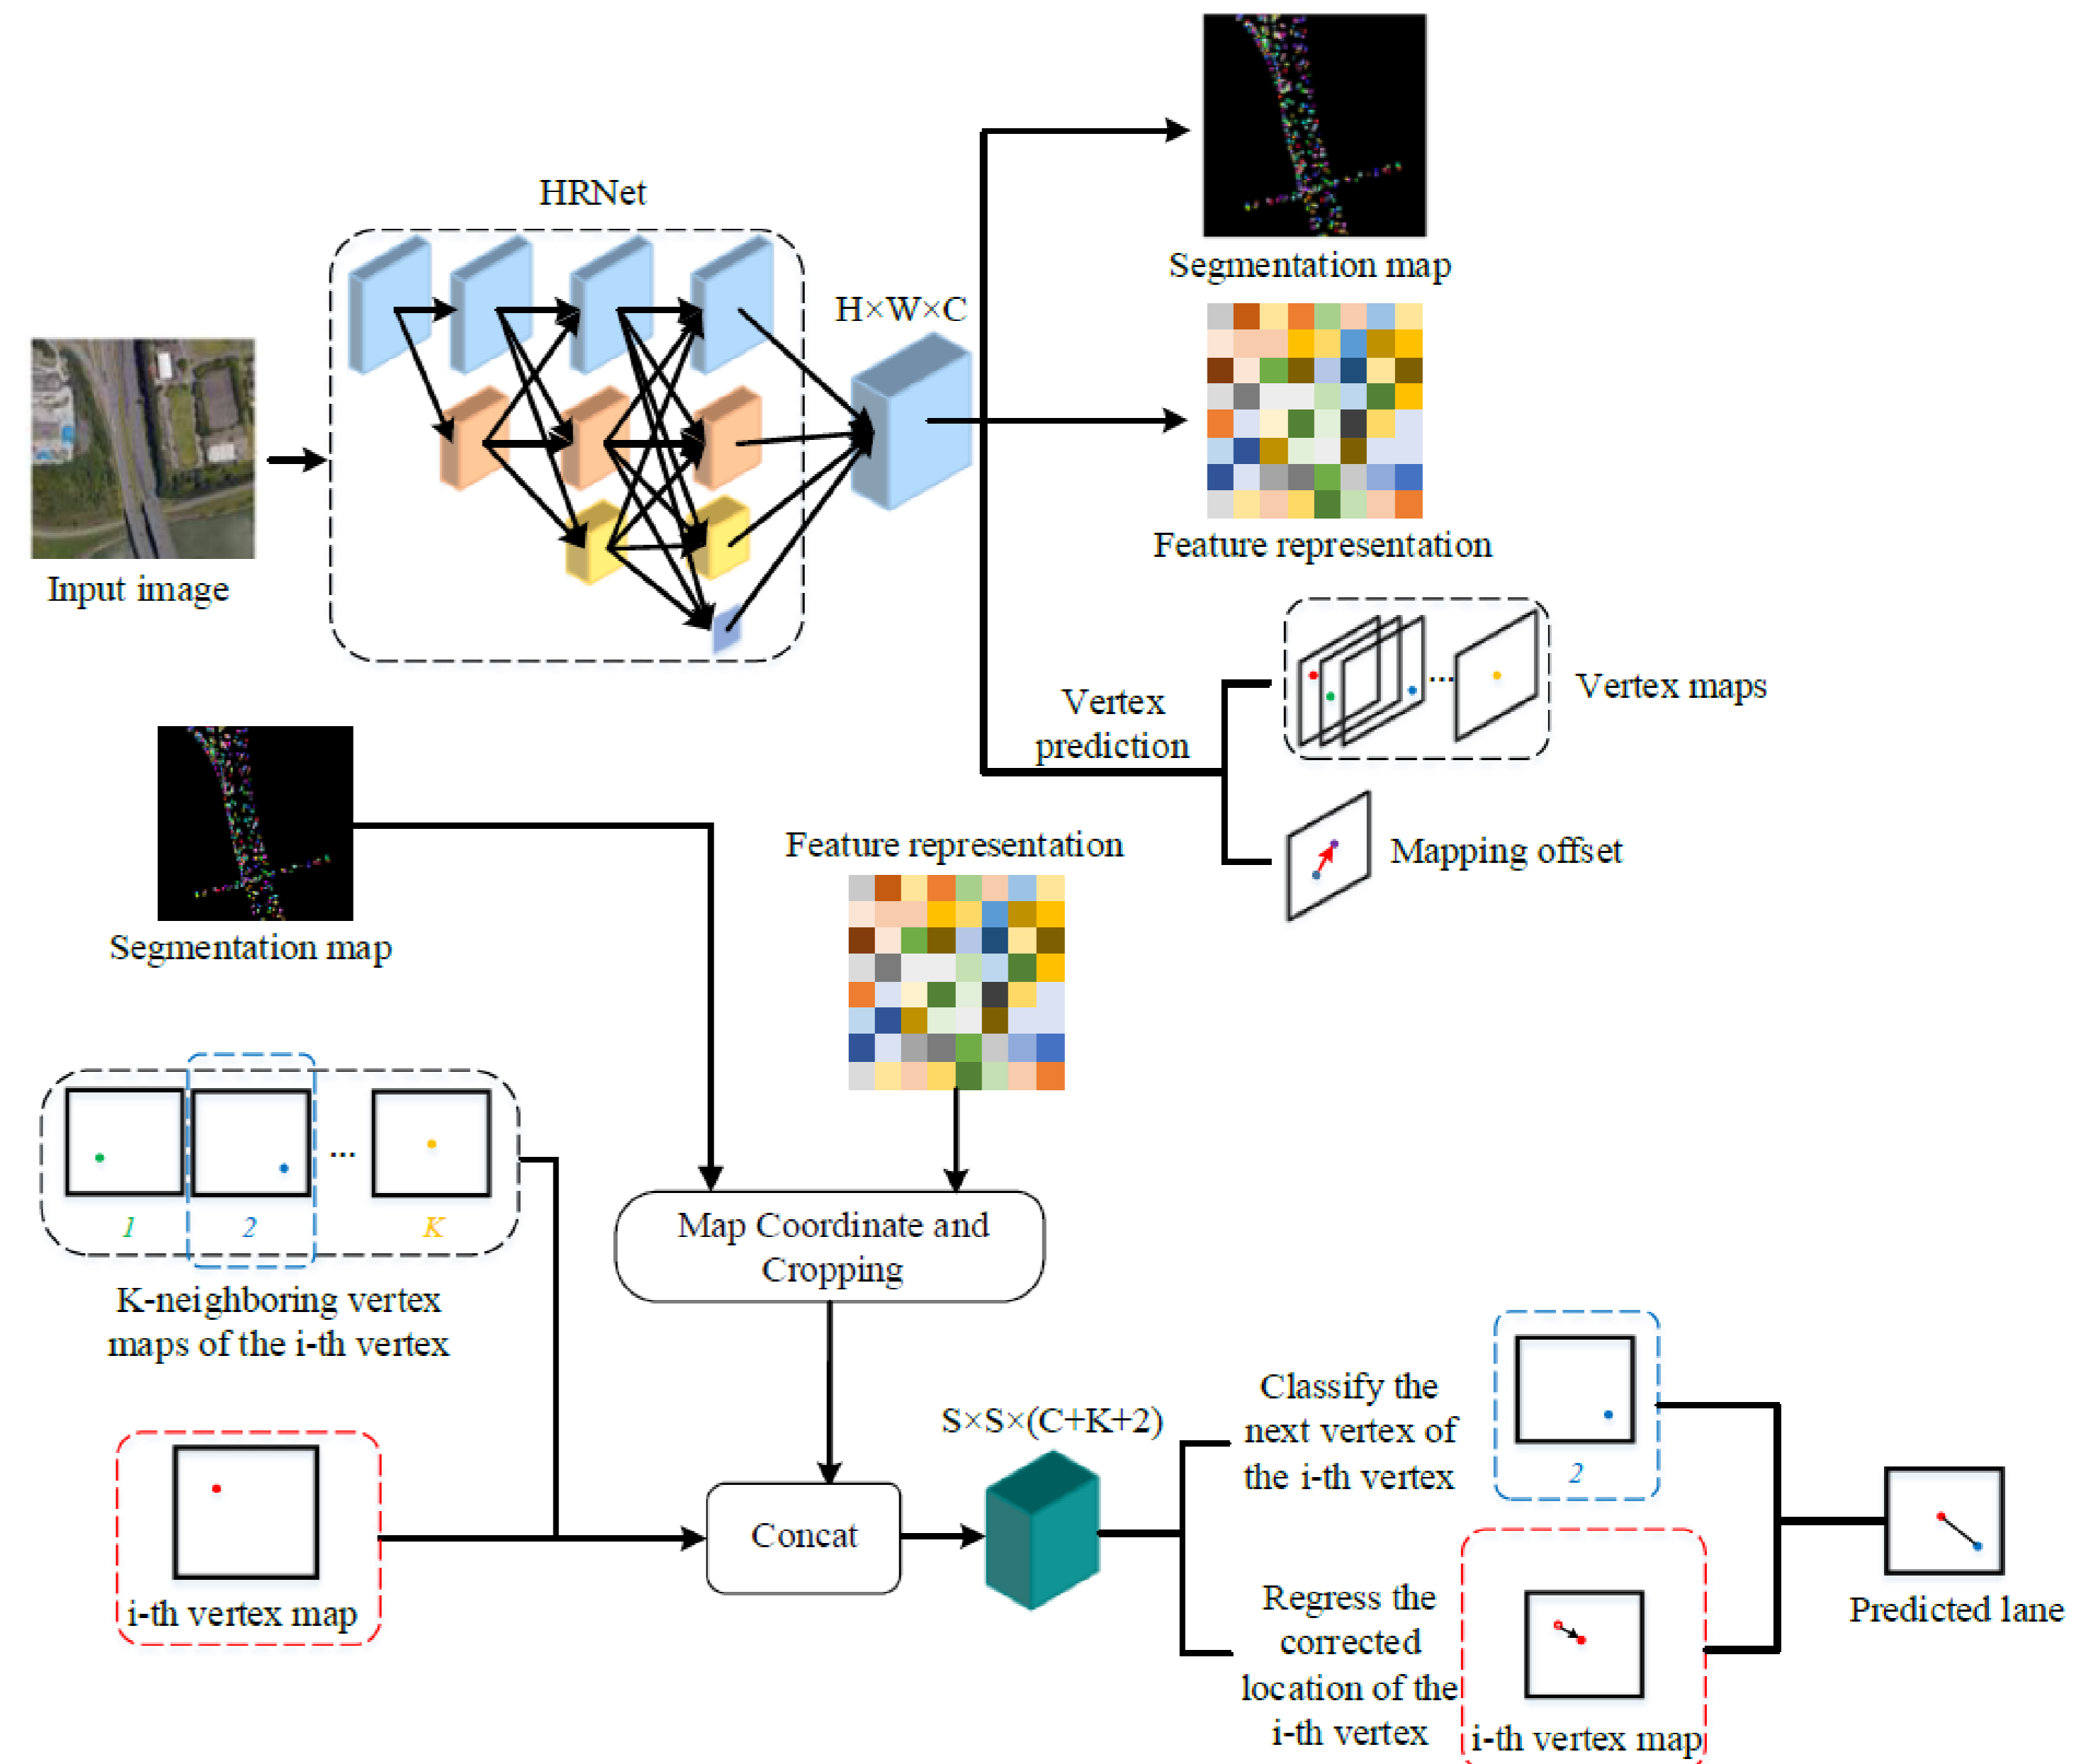 HRNet
H×W×C
Segmentation map
Input image
Feature representation
Vertex
prediction
Vertex maps
...
Mapping offset
Segmentation map
Feature representation
...
1
2
K
K-neighboring vertex
maps of the i-th vertex
Map Coordinate and
Cropping
i-th vertex map
Concat
S×S×(C+K+2)
Classify the
next vertex of
the i-th vertex
2
Regress the
corrected
location of the
i-th vertex
i-th vertex map
Predicted lane